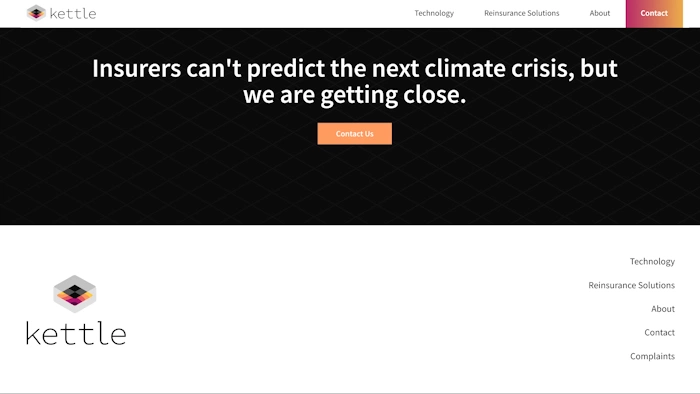 kettle
Technology
Reinsurance Solutions
About
Contact
Insurers can't predict the next climate crisis, but
we are getting close.
Contact Us
kettle
Technology
Reinsurance Solutions
About
Contact
Complaints